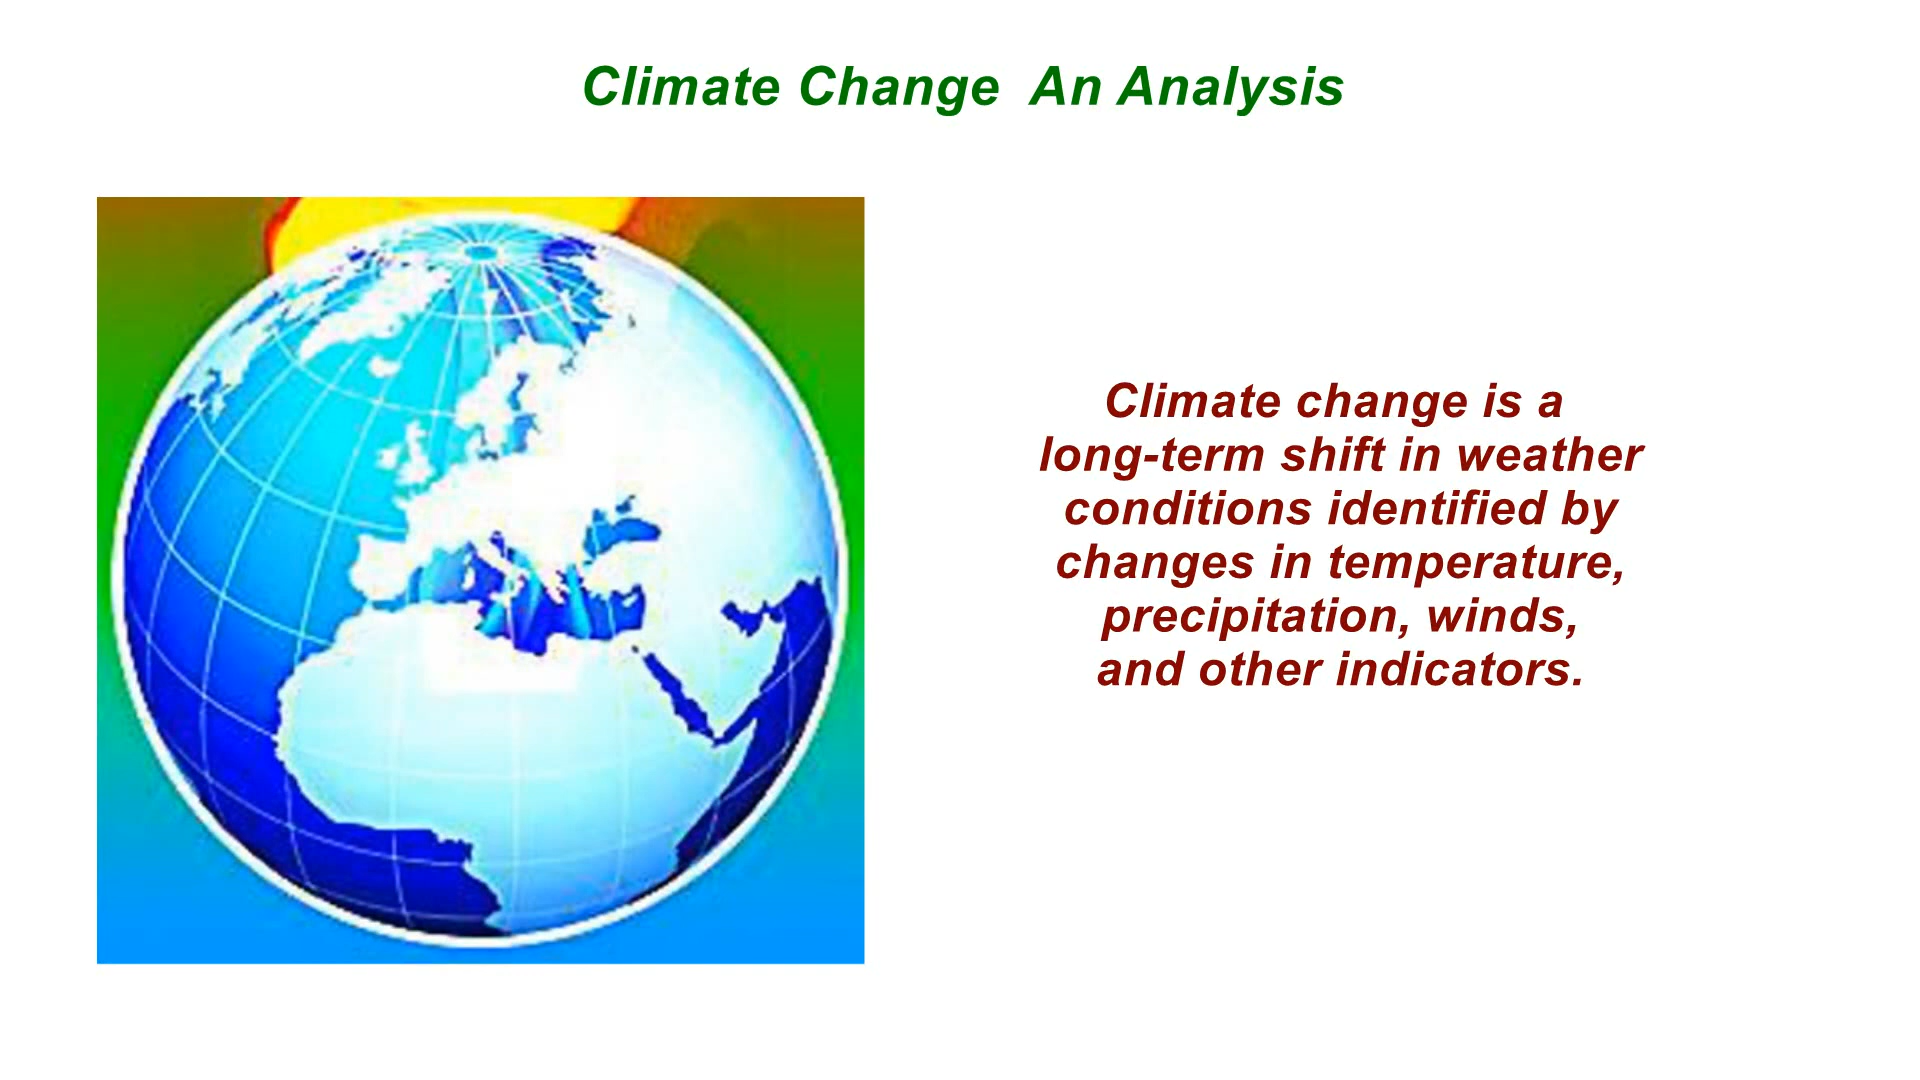 Climate Change  An Analysis
Climate change is a
long-term shift in weather
conditions identified by
changes in temperature,
precipitation, winds,
and other indicators.